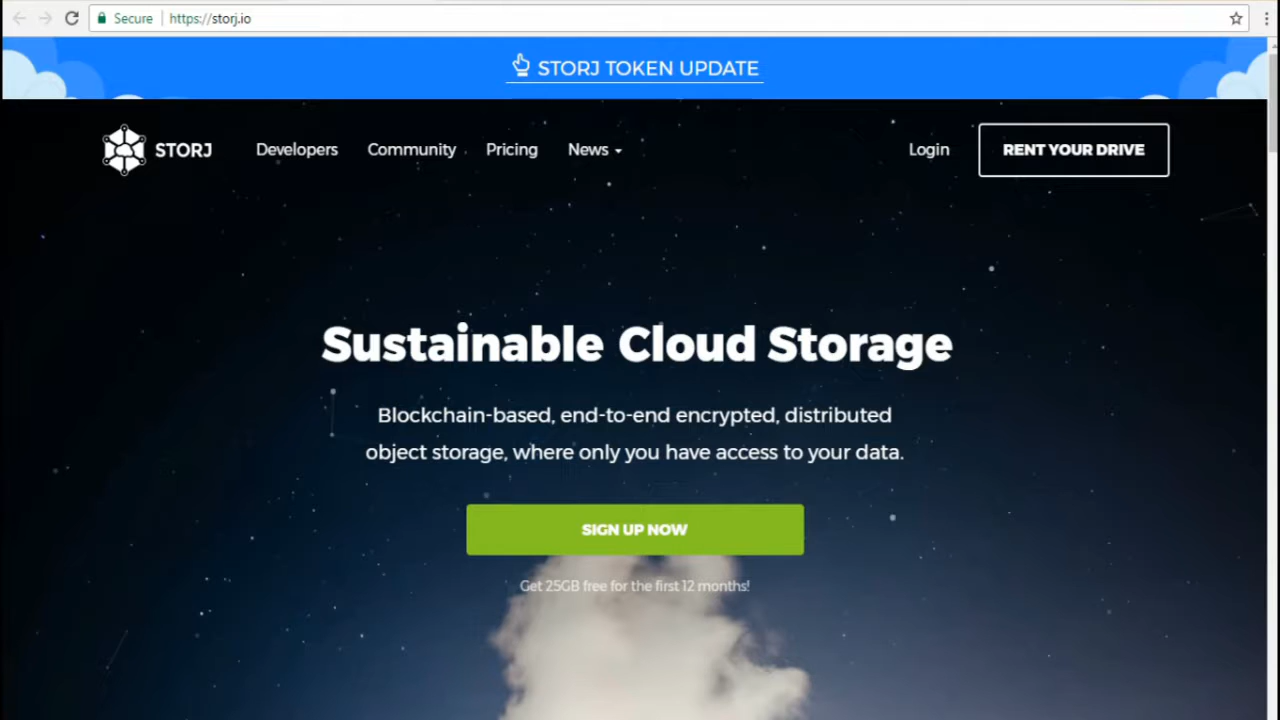 Secure https://storj.io
STORJ TOKEN UPDATE
STORJ Developers Community Pricing News Login RENT YOUR DRIVE
Sustainable Cloud Storage
Blockchain-based, end-to-end encrypted, distributed
object storage, where only you have access to your data.
SIGN UP NOW
Get 25GB free for the first 12 months!